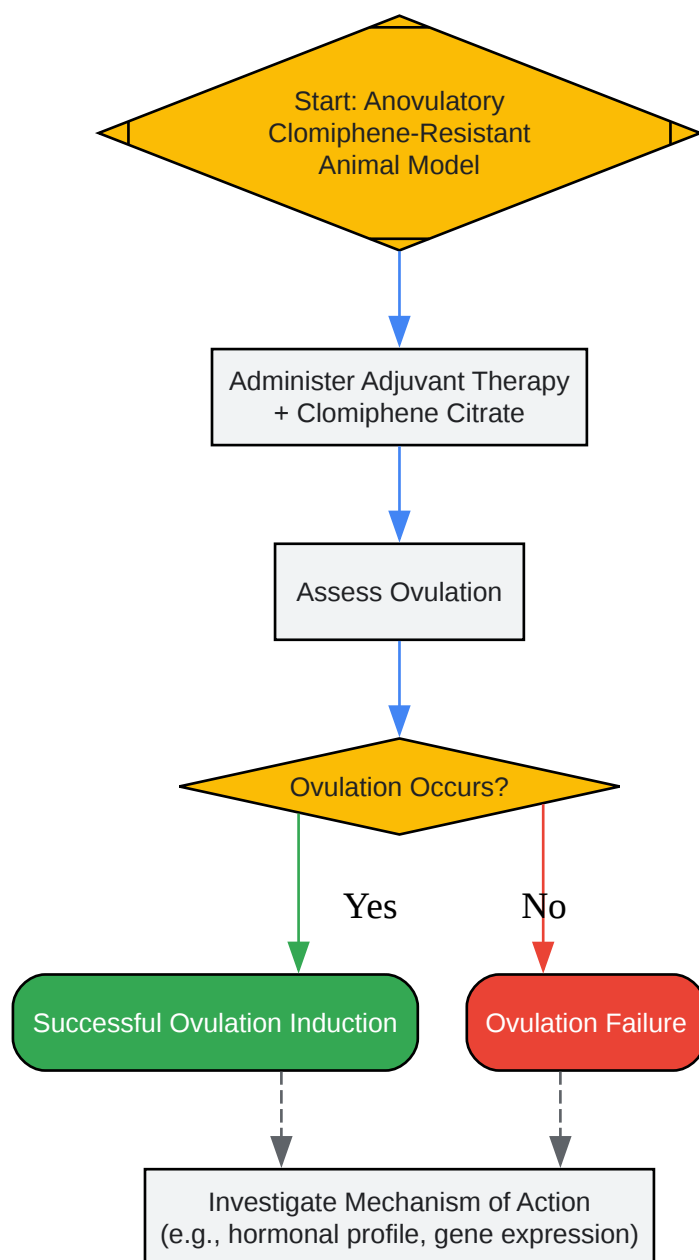 Start: Anovulatory
Clomiphene-Resistant
Animal Model
Administer Adjuvant Therapy
+ Clomiphene Citrate
Assess Ovulation
Ovulation Occurs?
Yes
No
Successful Ovulation Induction
Ovulation Failure
Investigate Mechanism of Action
(e.g., hormonal profile, gene expression)